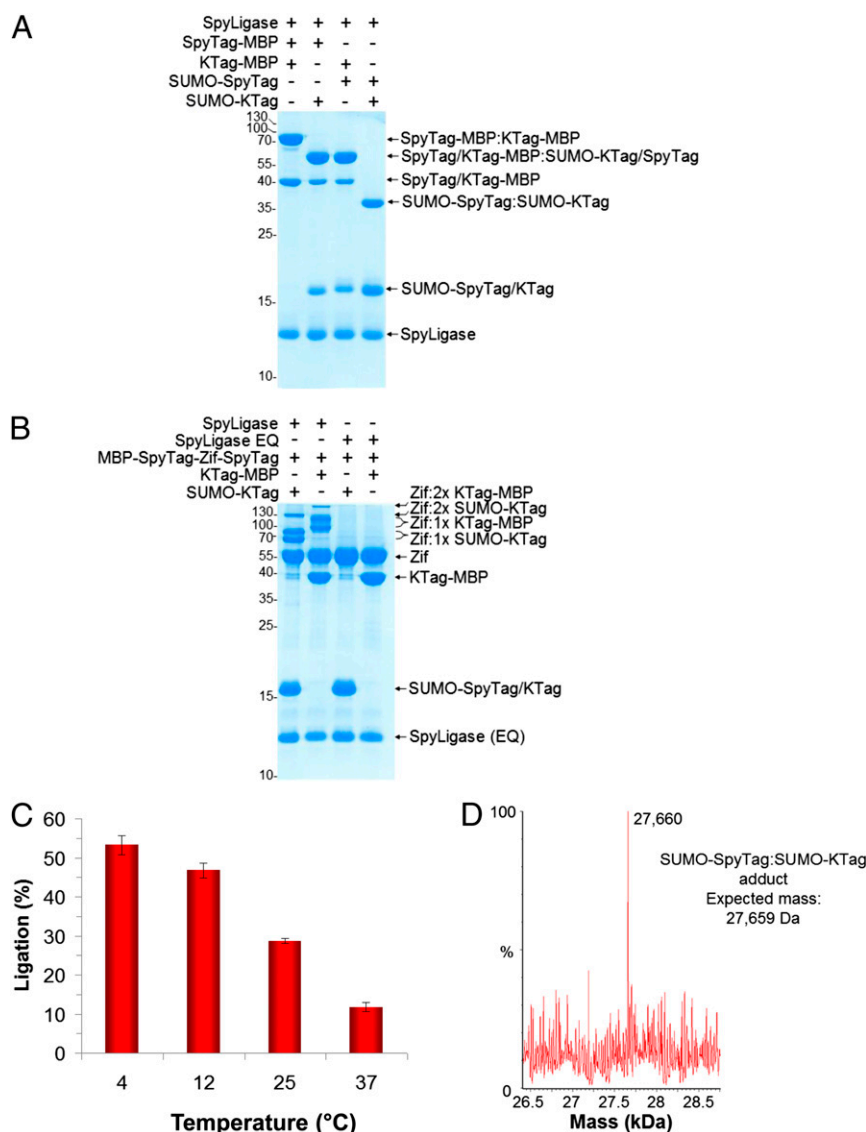 A
SpyLigase + + + +
SpyTag-MBP + + - -
KTag-MBP + - + -
SUMO-SpyTag - - + +
SUMO-KTag - + - +
130
100
70-
55-
40-
35-
25-
15-
10-
SpyTag-MBP:KTag-MBP
SpyTag/KTag-MBP:SUMO-KTag/SpyTag
SpyTag/KTag-MBP
SUMO-SpyTag:SUMO-KTag
SUMO-SpyTag/KTag
SpyLigase
B
SpyLigase + + - -
SpyLigase EQ - - + +
MBP-SpyTag-Zif-SpyTag + + + +
KTag-MBP - + - +
SUMO-KTag + - + -
130-
100-
70-
55-
40-
35-
25-
15-
10-
Zif:2x KTag-MBP
Zif:2x SUMO-KTag
Zif:1x KTag-MBP
Zif:1x SUMO-KTag
Zif
KTag-MBP
SUMO-SpyTag/KTag
SpyLigase (EQ)
C
Ligation (%)
60
50
40
30
20
10
0
4 12 25 37
Temperature (°C)
D
100
%
0
27,660
SUMO-SpyTag:SUMO-KTag
adduct
Expected mass:
27,659 Da
26.5 27 27.5 28 28.5
Mass (kDa)